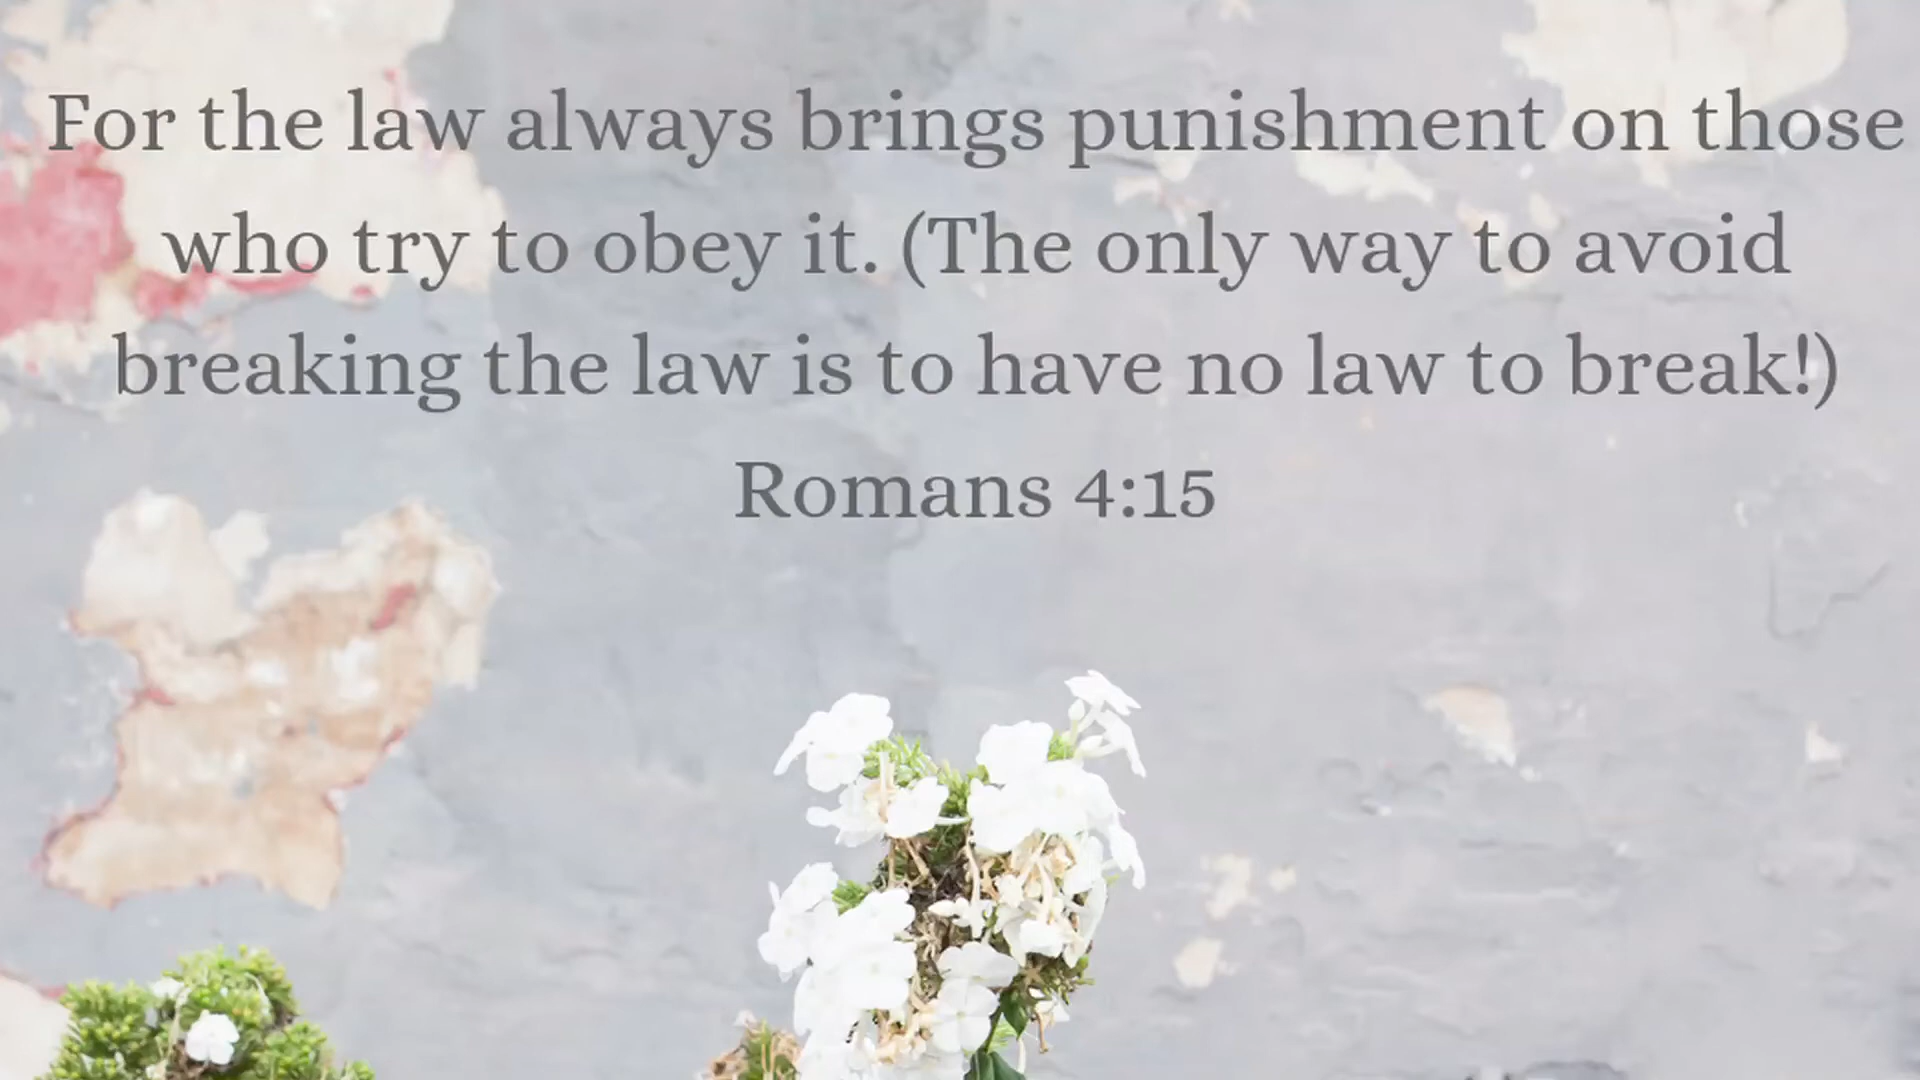 For the law always brings punishment on those
who try to obey it. (The only way to avoid
breaking the law is to have no law to break!)
Romans 4:15